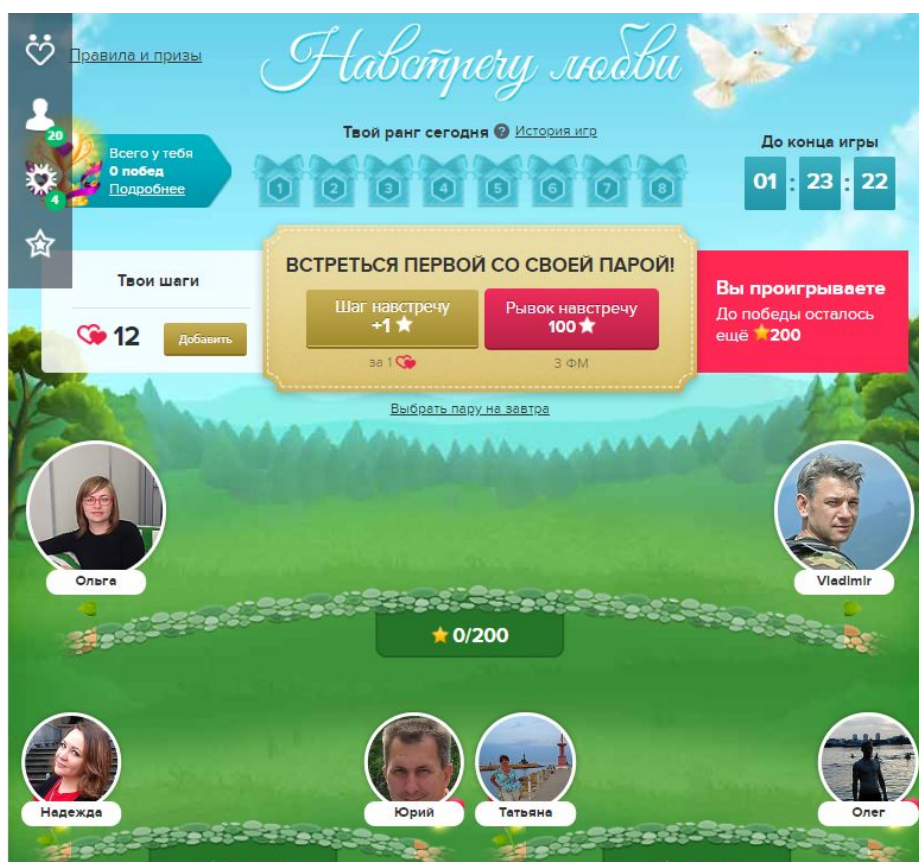 Правила и призы
Навстречу любви
Твой ранг сегодня ? История игр
До конца игры
20
Всего у тебя
0 побед
Подробнее
4
1 2 3 4 5 6 7 8
01 : 23 : 22
Твои шаги
12
Добавить
ВСТРЕТЬСЯ ПЕРВОЙ СО СВОЕЙ ПАРОЙ!
Шаг навстречу
+1
за 1
Рывок навстречу
100
3 ФМ
Вы проигрываете
До победы осталось
ещё 200
Выбрать пару на завтра
Ольга
Vladimir
0/200
Надежда
Юрий
Татьяна
Олег